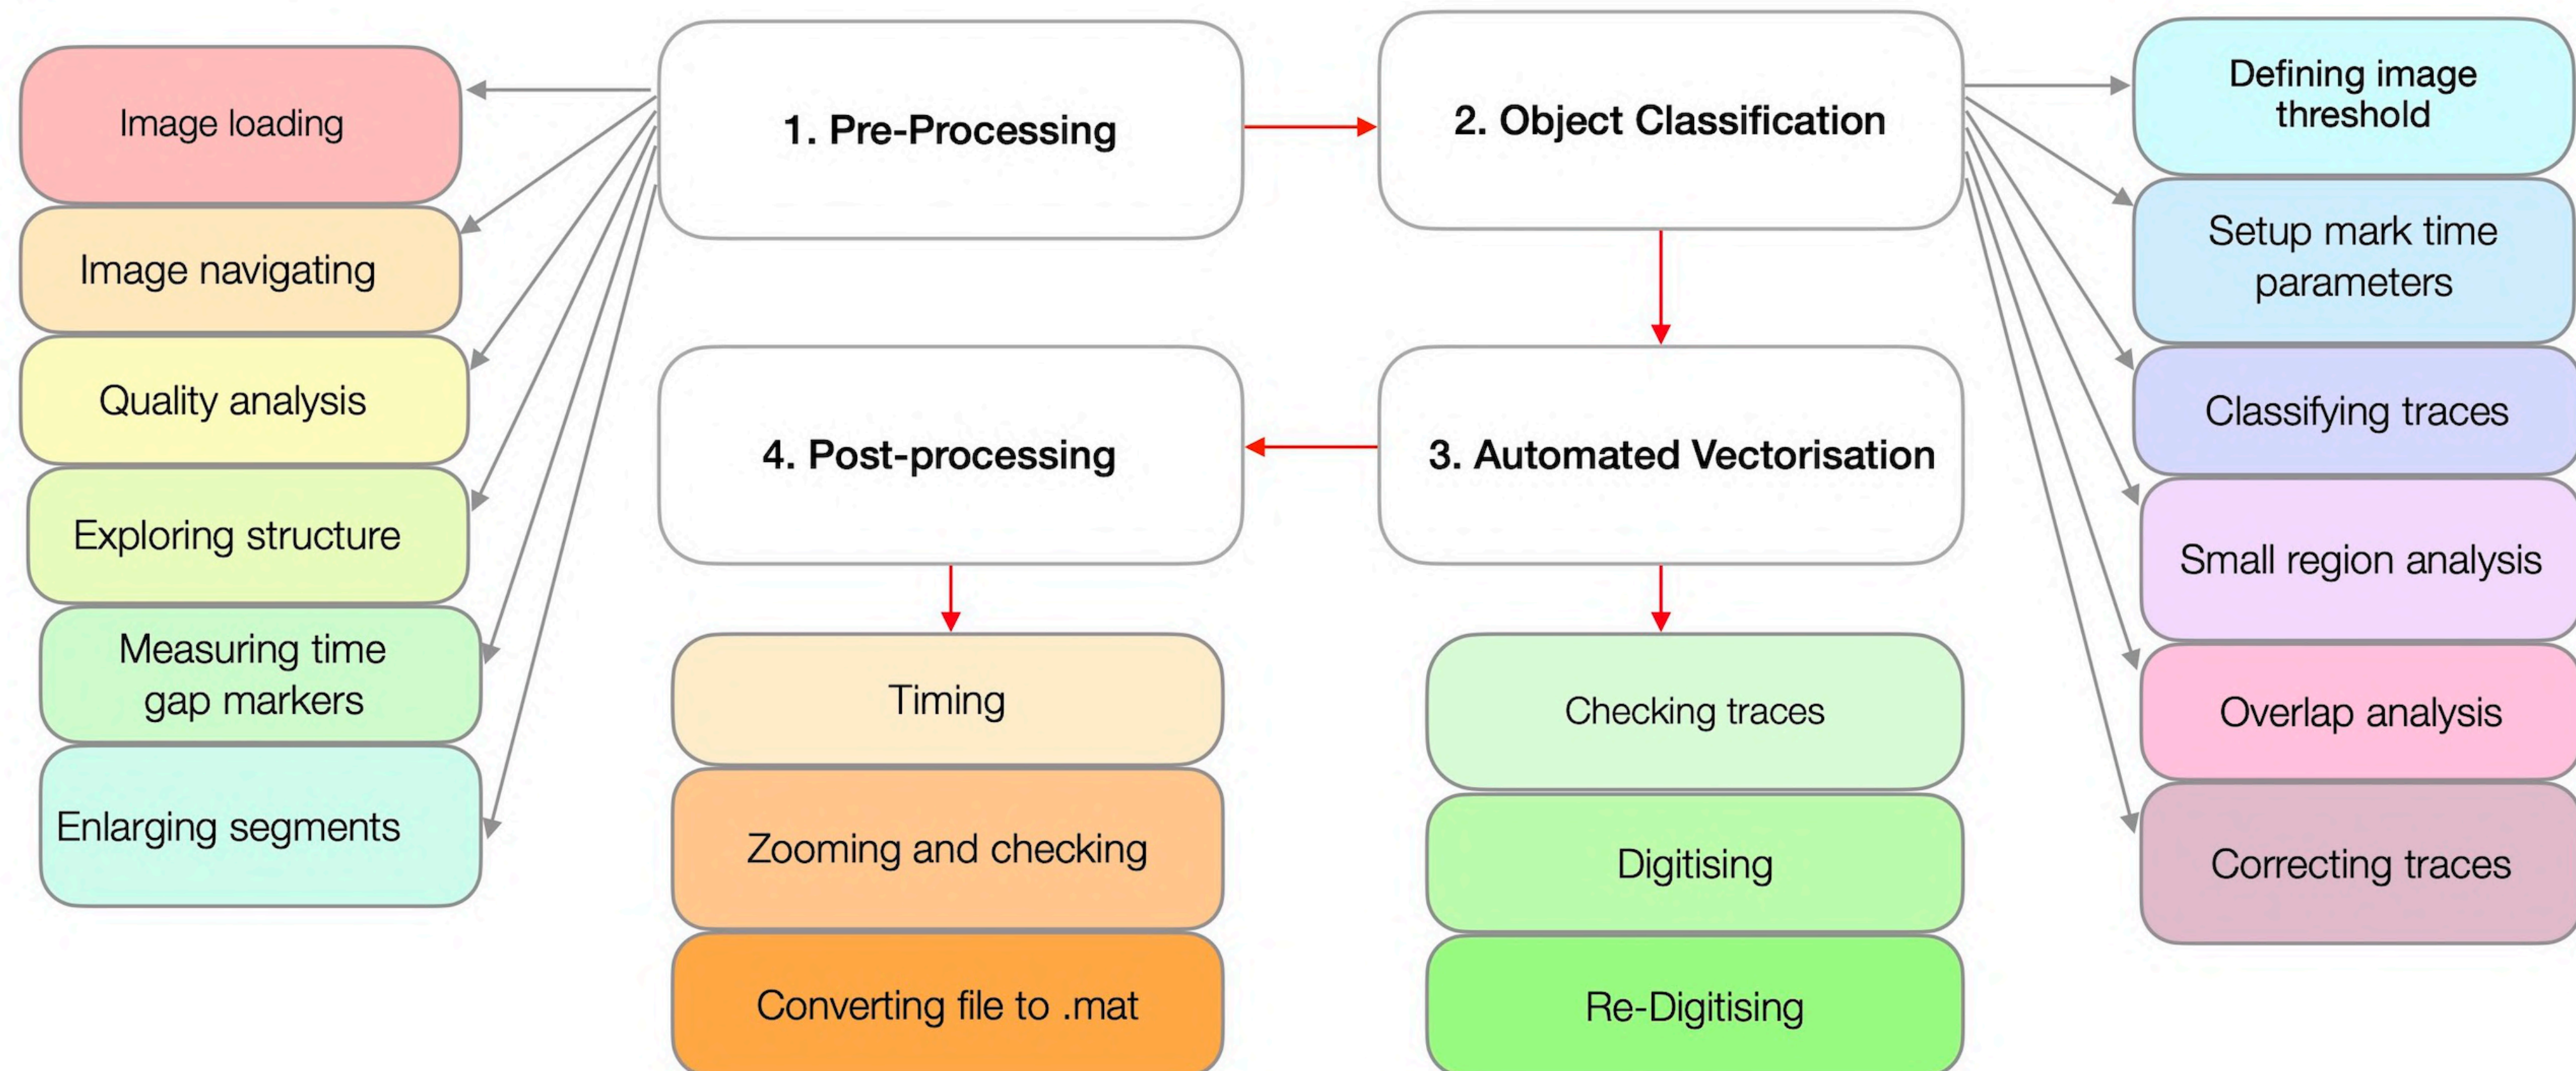 1. Pre-Processing
Image loading
Image navigating
Quality analysis
Exploring structure
Measuring time
gap markers
Enlarging segments
2. Object Classification
Defining image
threshold
Setup mark time
parameters
Classifying traces
Small region analysis
Overlap analysis
Correcting traces
3. Automated Vectorisation
Checking traces
Digitising
Re-Digitising
4. Post-processing
Timing
Zooming and checking
Converting file to .mat